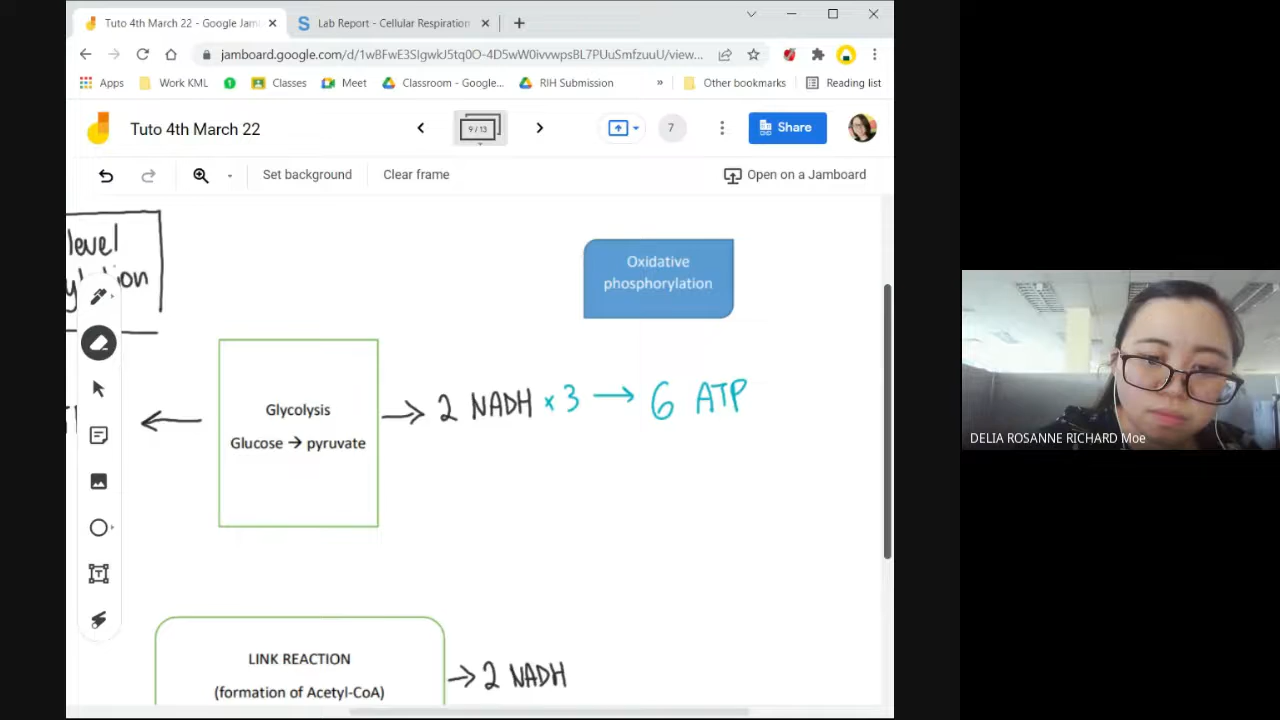 Tuto 4th March 22 - Google Jam
Lab Report - Cellular Respiration
jamboard.google.com/d/1wBFwE3SIgwkJ5tq0O-4D5wW0ivvwpsBL7PUuSmfzuuU/view...
Apps
Work KML
1
Classes
Meet
Classroom - Google...
RIH Submission
»
Other bookmarks
Reading list
Tuto 4th March 22
9 / 13
7
Share
Set background
Clear frame
Open on a Jamboard
level
Oxidative
phosphorylation
Glycolysis
Glucose → pyruvate
→ 2 NADH × 3 → 6 ATP
LINK REACTION
(formation of Acetyl-CoA)
→ 2 NADH
DELIA ROSANNE RICHARD Moe